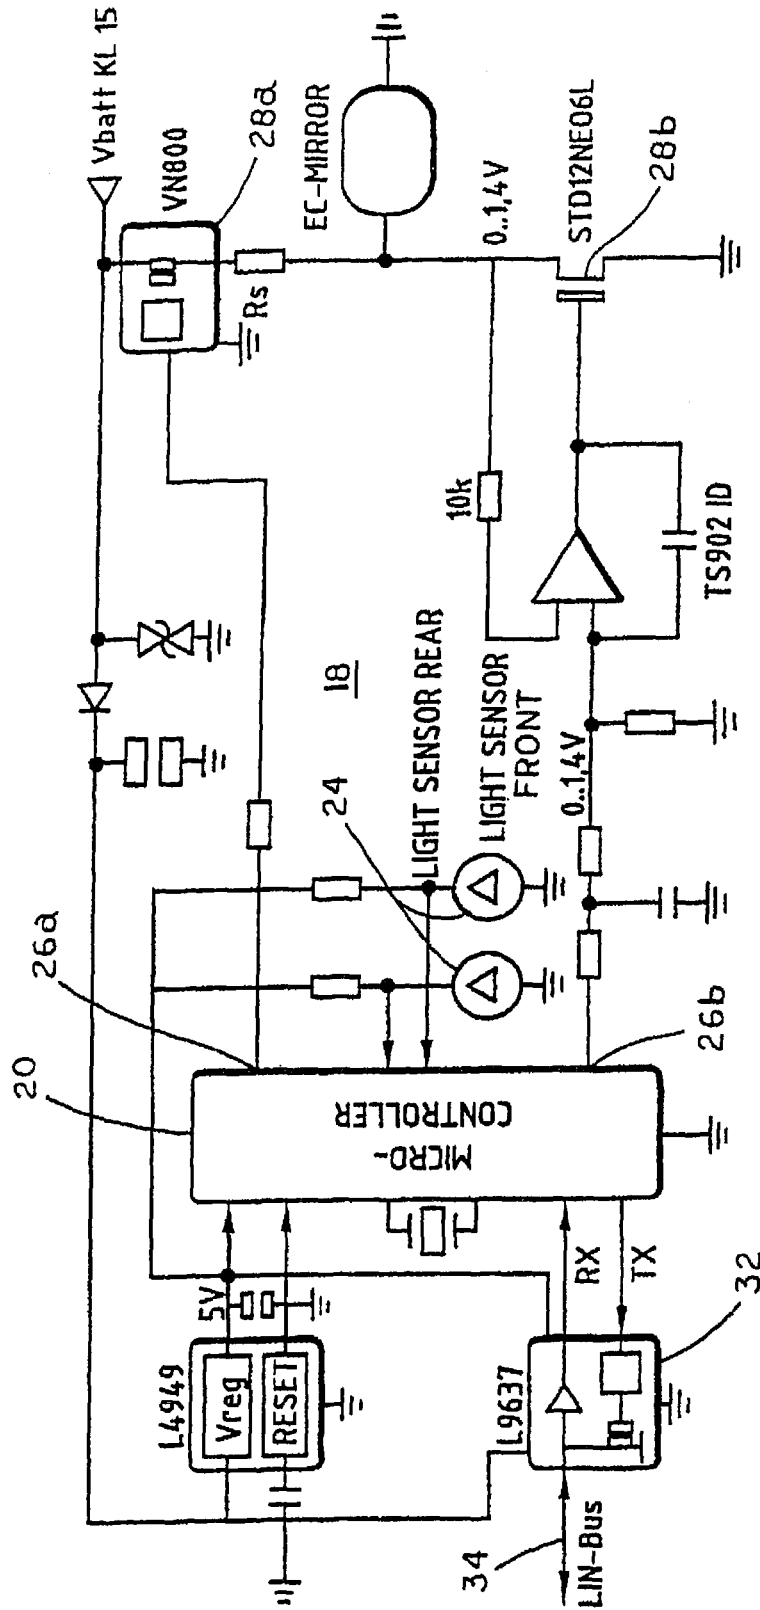 Vbatt KL 15
VN800
28a
Rs
EC-MIRROR
0..1,4V
STD12NE06L
28b
10k
TS902 ID
18
LIGHT SENSOR REAR
LIGHT SENSOR
FRONT
0..1,4V
24
26a
26b
20
MICRO-
CONTROLLER
5V
L4949
Vreg
RESET
RX
TX
L9637
32
34
LIN-Bus